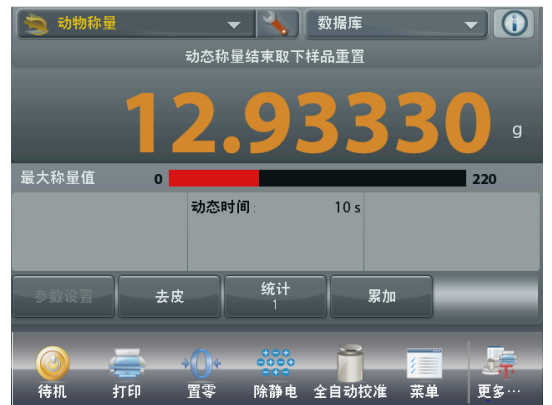 动物称量
数据库
动态称量结束取下样品重置
12.93330 g
最大称量值 0 220
动态时间: 10 s
参数设置 去皮 统计 累加
1
待机 打印 置零 除静电 全自动校准 菜单 更多…